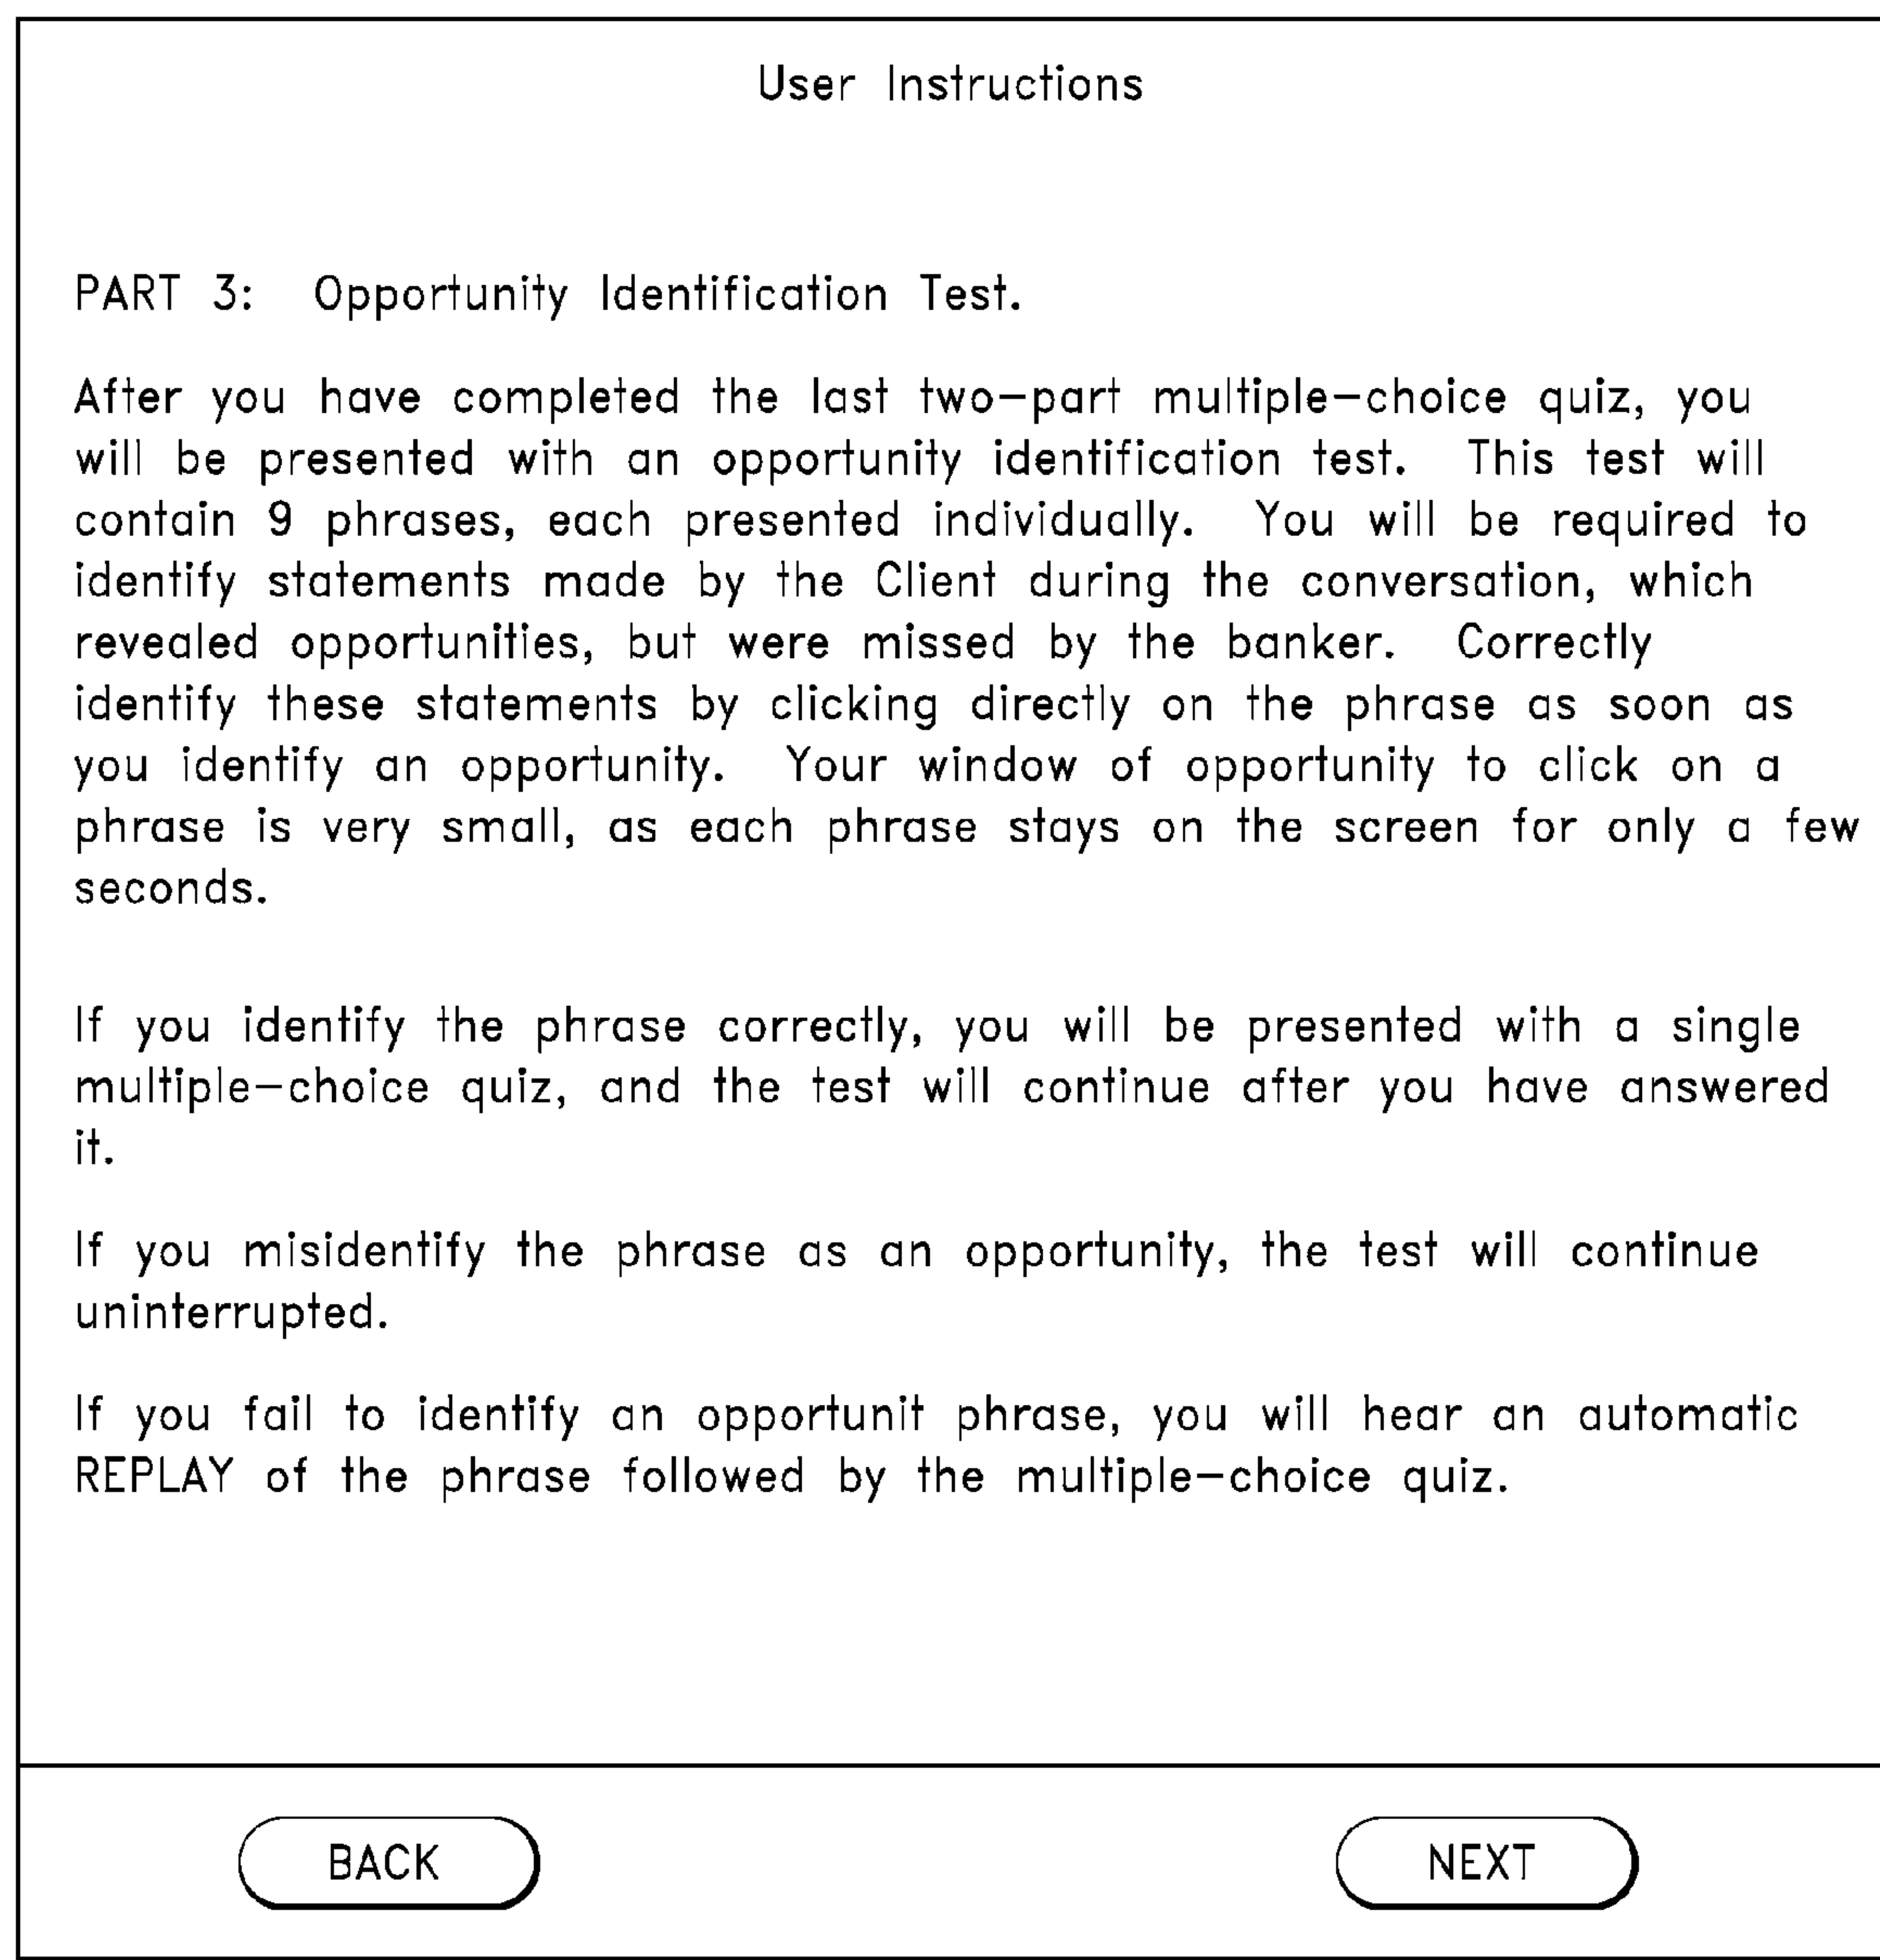 User Instructions
PART 3: Opportunity Identification Test.
After you have completed the last two-part multiple-choice quiz, you
will be presented with an opportunity identification test. This test will
contain 9 phrases, each presented individually. You will be required to
identify statements made by the Client during the conversation, which
revealed opportunities, but were missed by the banker. Correctly
identify these statements by clicking directly on the phrase as soon as
you identify an opportunity. Your window of opportunity to click on a
phrase is very small, as each phrase stays on the screen for only a few
seconds.
If you identify the phrase correctly, you will be presented with a single
multiple-choice quiz, and the test will continue after you have answered
it.
If you misidentify the phrase as an opportunity, the test will continue
uninterrupted.
If you fail to identify an opportunit phrase, you will hear an automatic
REPLAY of the phrase followed by the multiple-choice quiz.
BACK NEXT